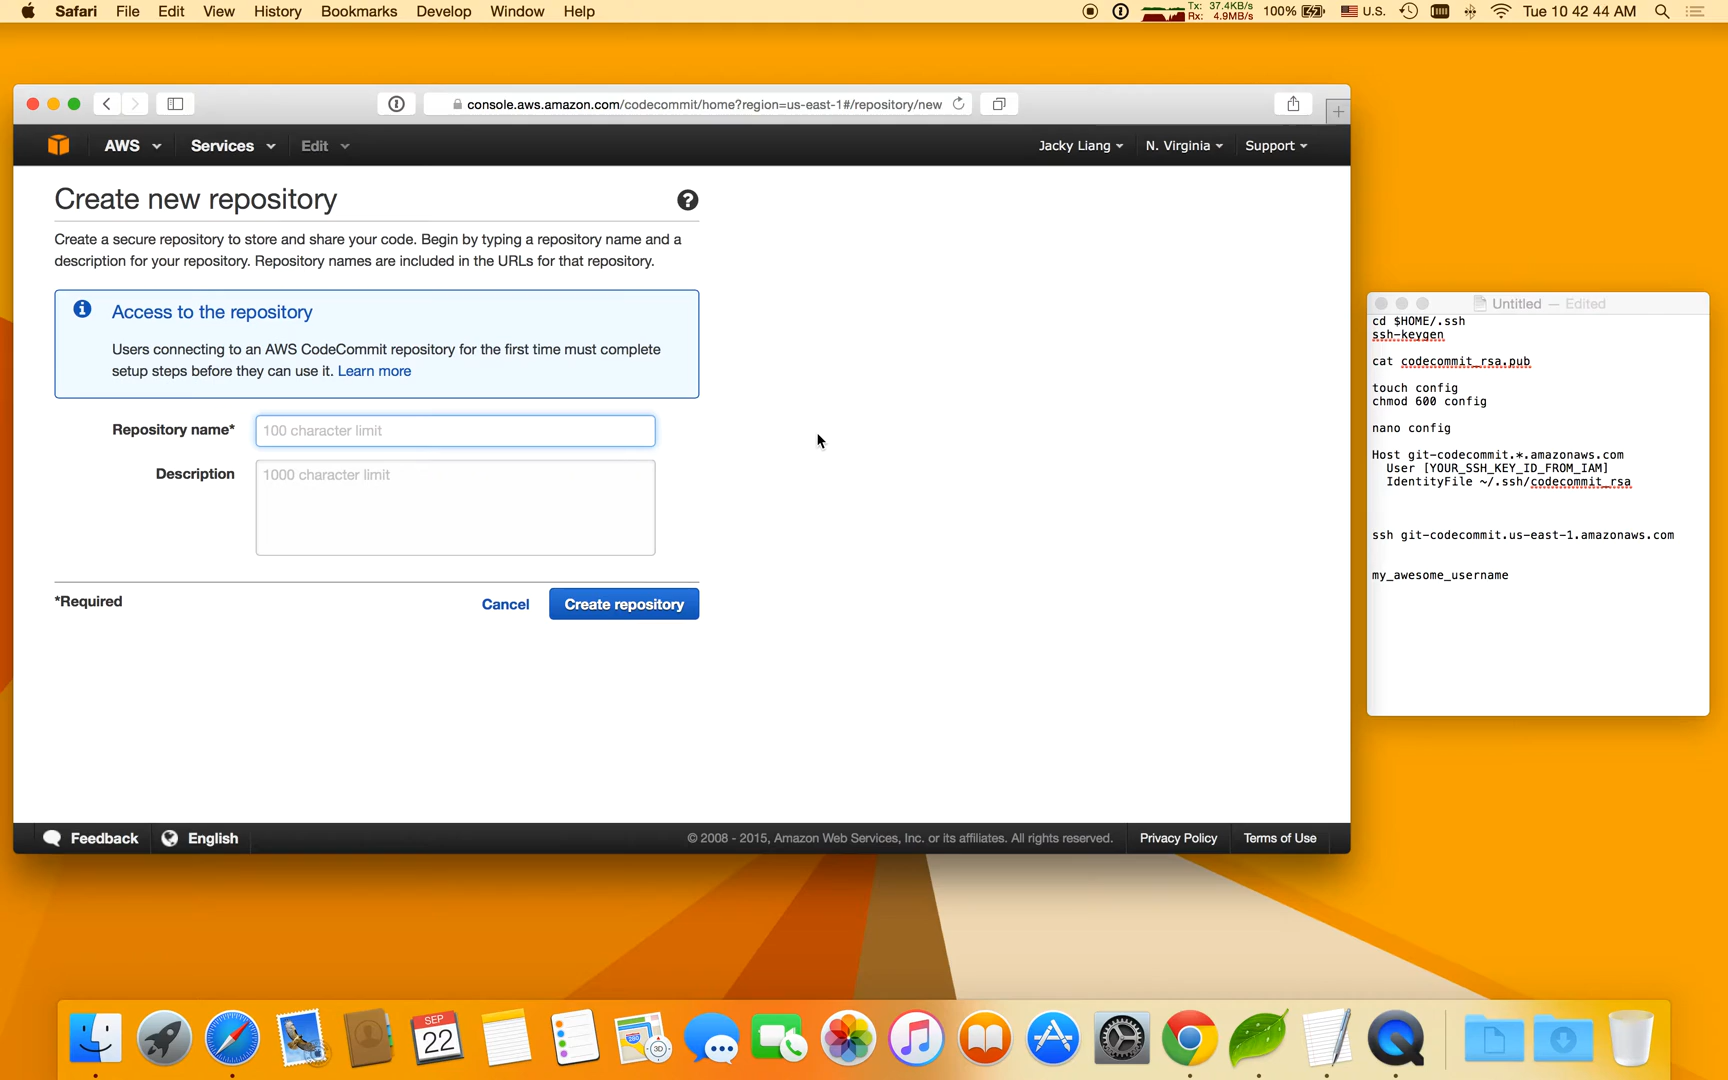 Safari File Edit View History Bookmarks Develop Window Help
Tx: 37.4KB/s
Rx: 4.9MB/s
100% U.S. Tue 10 42 44 AM
console.aws.amazon.com/codecommit/home?region=us-east-1#/repository/new
AWS Services Edit Jacky Liang N. Virginia Support
Create new repository
Create a secure repository to store and share your code. Begin by typing a repository name and a
description for your repository. Repository names are included in the URLs for that repository.
Access to the repository
Users connecting to an AWS CodeCommit repository for the first time must complete
setup steps before they can use it. Learn more
Repository name* 100 character limit
Description 1000 character limit
*Required Cancel Create repository
Feedback English © 2008 - 2015, Amazon Web Services, Inc. or its affiliates. All rights reserved. Privacy Policy Terms of Use
Untitled — Edited
cd $HOME/.ssh
ssh-keygen
cat codecommit_rsa.pub
touch config
chmod 600 config
nano config
Host git-codecommit.*.amazonaws.com
User [YOUR_SSH_KEY_ID_FROM_IAM]
IdentityFile ~/.ssh/codecommit_rsa
ssh git-codecommit.us-east-1.amazonaws.com
my_awesome_username
SEP
22
280
3D